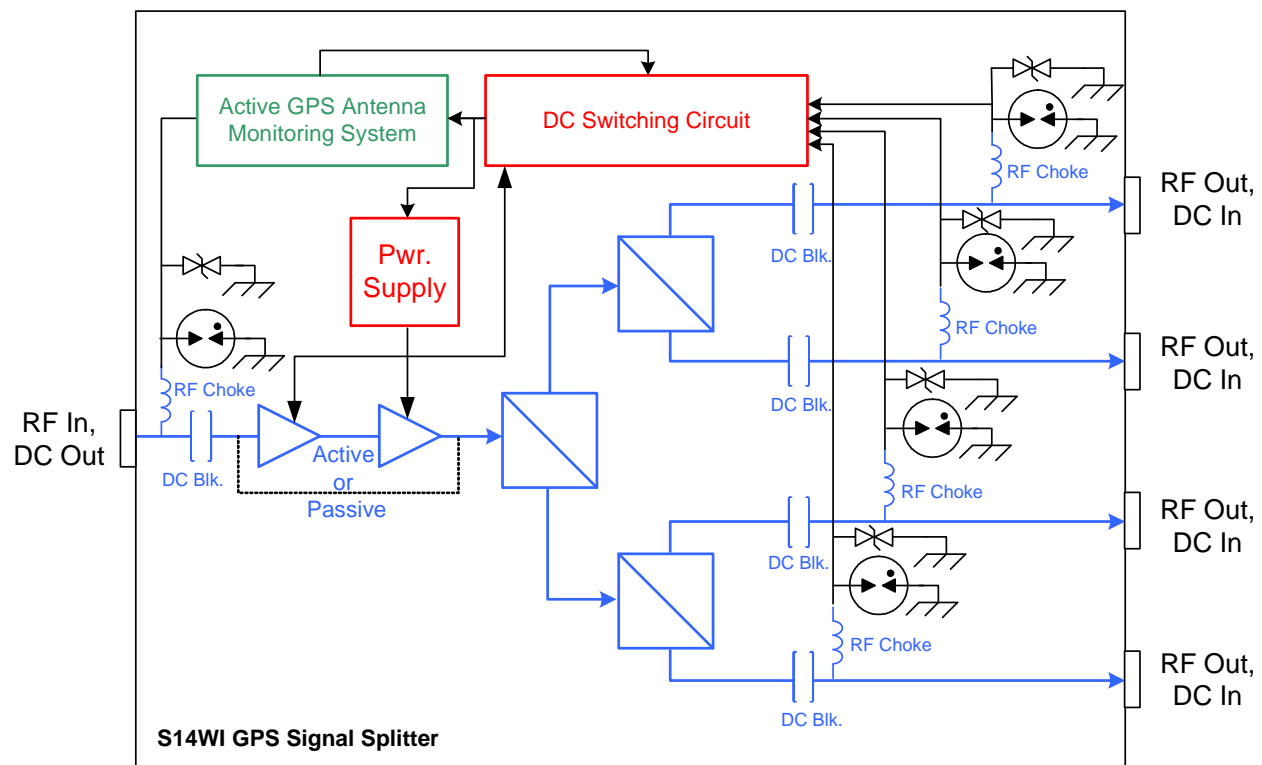 Active GPS Antenna
Monitoring System
DC Switching Circuit
RF Choke
RF Out,
DC In
DC Blk.
Pwr.
Supply
RF Choke
RF Out,
DC In
DC Blk.
RF Choke
RF In,
DC Out
DC Blk.
Active
or
Passive
RF Choke
RF Out,
DC In
DC Blk.
RF Choke
RF Out,
DC In
DC Blk.
S14WI GPS Signal Splitter